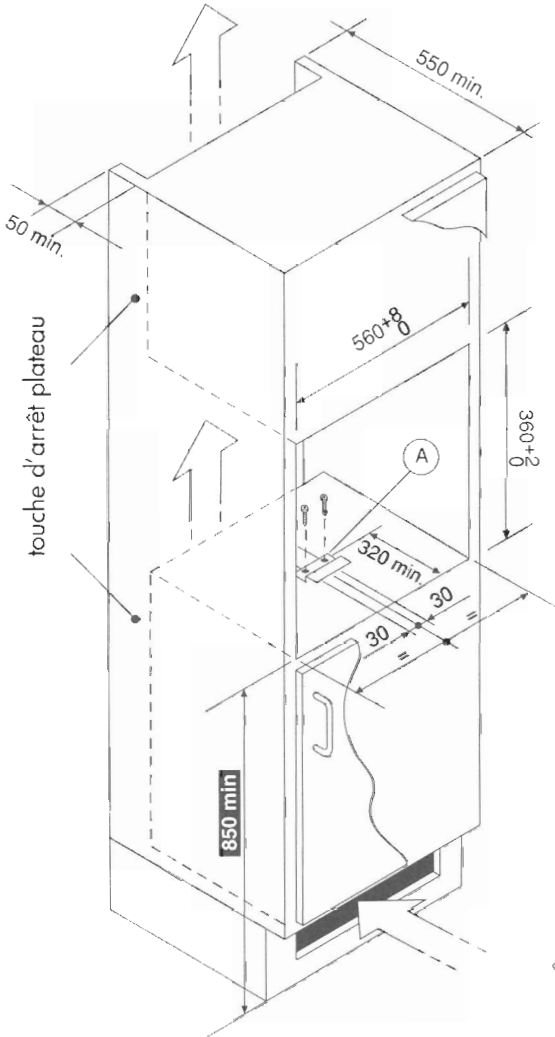 550 min.
50 min.
touche d'arrêt plateau
560+8
0
360+2
0
A
320 min.
30
30
=
=
850 min